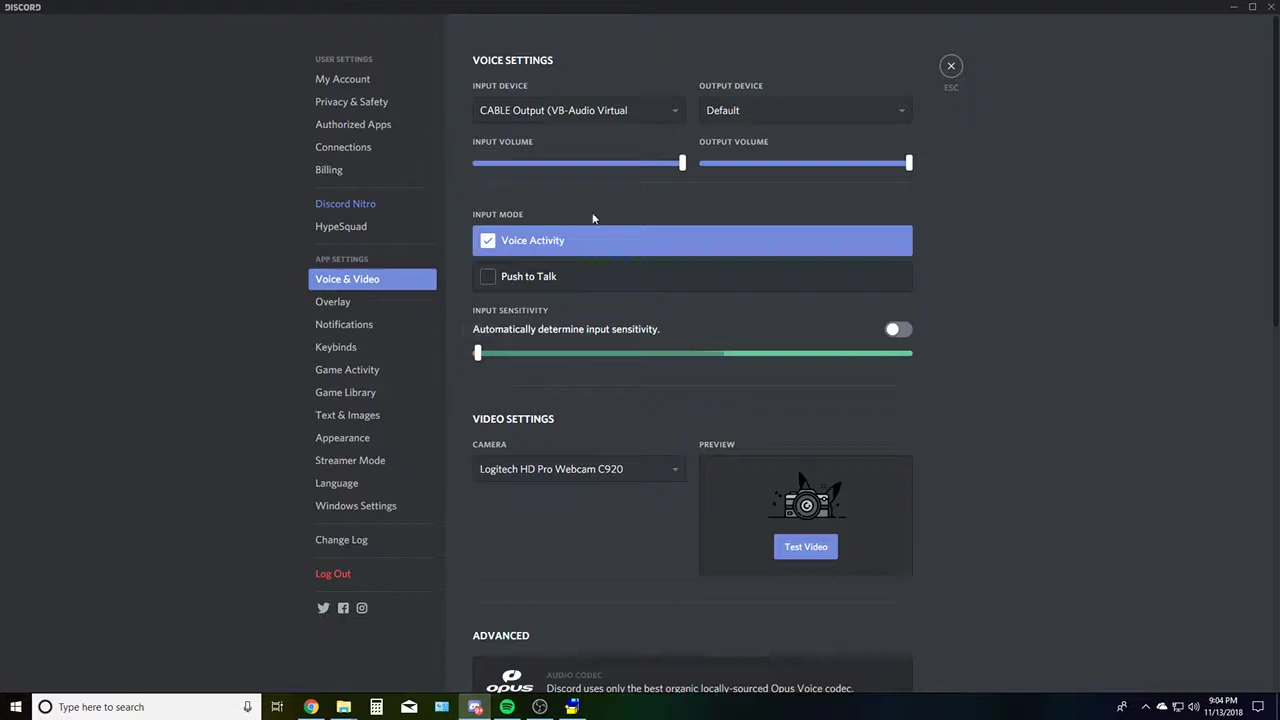 DISCORD
USER SETTINGS
My Account
Privacy & Safety
Authorized Apps
Connections
Billing
Discord Nitro
HypeSquad
APP SETTINGS
Voice & Video
Overlay
Notifications
Keybinds
Game Activity
Game Library
Text & Images
Appearance
Streamer Mode
Language
Windows Settings
Change Log
Log Out
VOICE SETTINGS
INPUT DEVICE
CABLE Output (VB-Audio Virtual
OUTPUT DEVICE
Default
INPUT VOLUME
OUTPUT VOLUME
INPUT MODE
Voice Activity
Push to Talk
INPUT SENSITIVITY
Automatically determine input sensitivity.
VIDEO SETTINGS
CAMERA
Logitech HD Pro Webcam C920
PREVIEW
Test Video
ADVANCED
opus
AUDIO CODEC
Discord uses only the best organic locally-sourced Opus Voice codec.
ESC
Type here to search
9:04 PM
11/13/2018